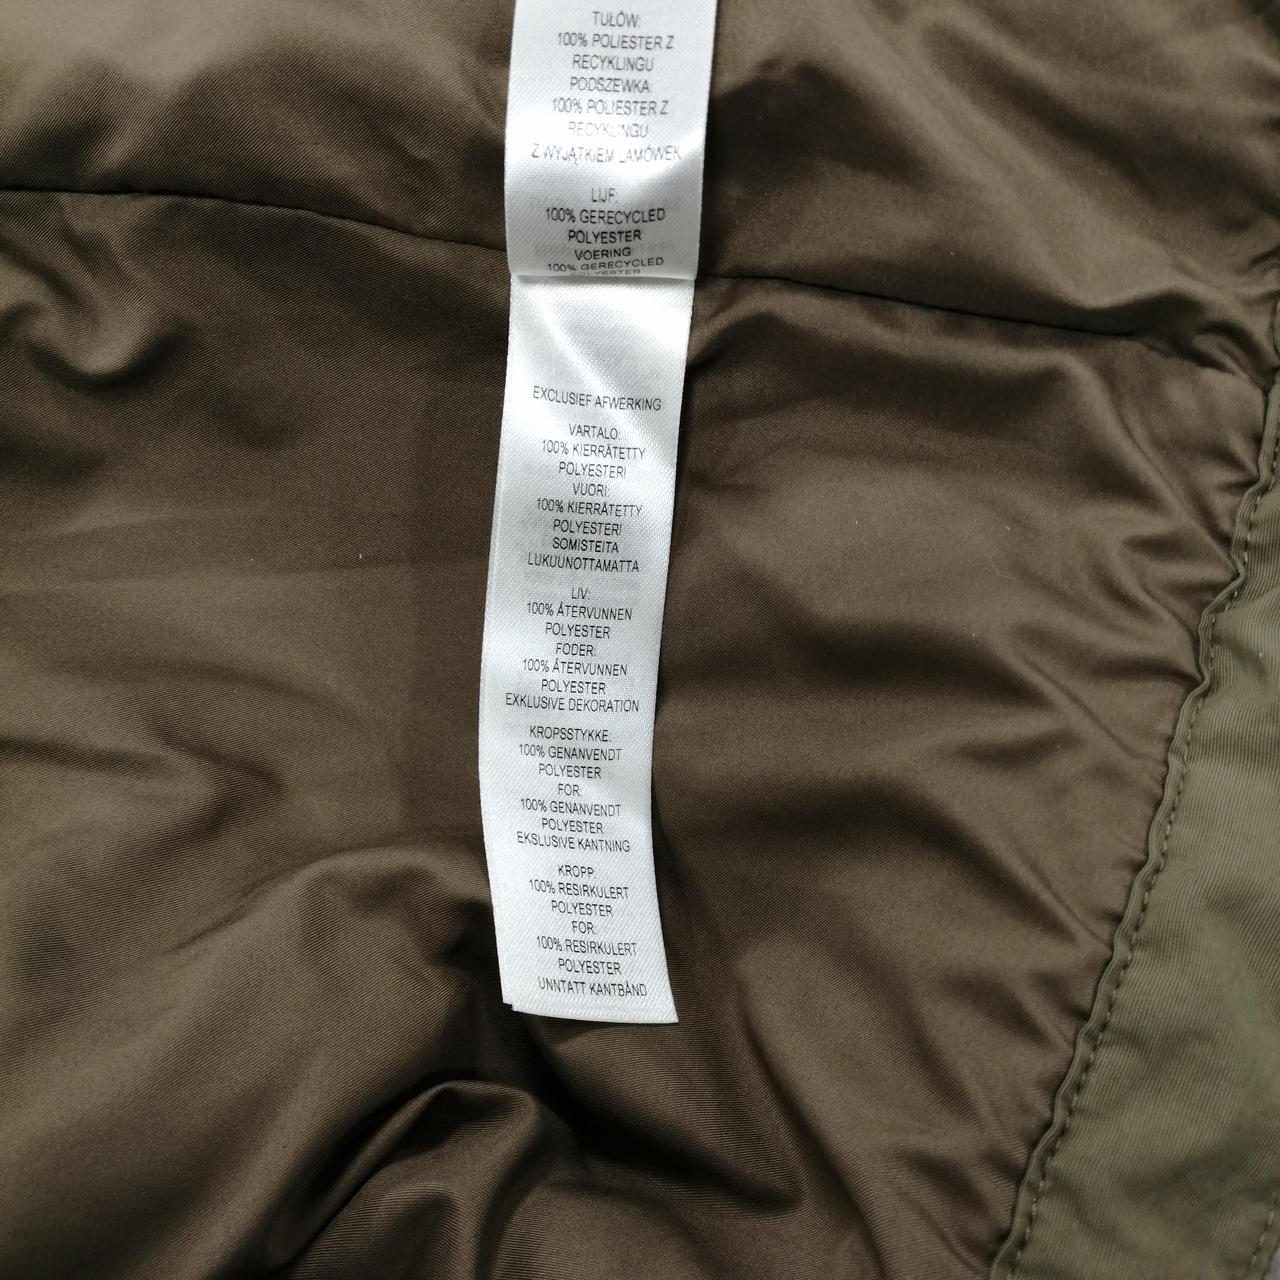 TUŁÓW:
100% POLIESTER Z
RECYKLINGU
PODSZEWKA:
100% POLIESTER Z
RECYKLINGU
Z WYJĄTKIEM LAMÓWEK
LIJF:
100% GERECYCLED
POLYESTER
VOERING:
100% GERECYCLED
POLYESTER
EXCLUSIEF AFWERKING
VARTALO:
100% KIERRÄTETTY
POLYESTERI
VUORI:
100% KIERRÄTETTY
POLYESTERI
SOMISTEITA
LUKUUNOTTAMATTA
LIV:
100% ÅTERVUNNEN
POLYESTER
FODER:
100% ÅTERVUNNEN
POLYESTER
EXKLUSIVE DEKORATION
KROPSSTYKKE:
100% GENANVENDT
POLYESTER
FOR:
100% GENANVENDT
POLYESTER
EKSLUSIVE KANTNING
KROPP:
100% RESIRKULERT
POLYESTER
FOR:
100% RESIRKULERT
POLYESTER
UNNTATT KANTBÅND